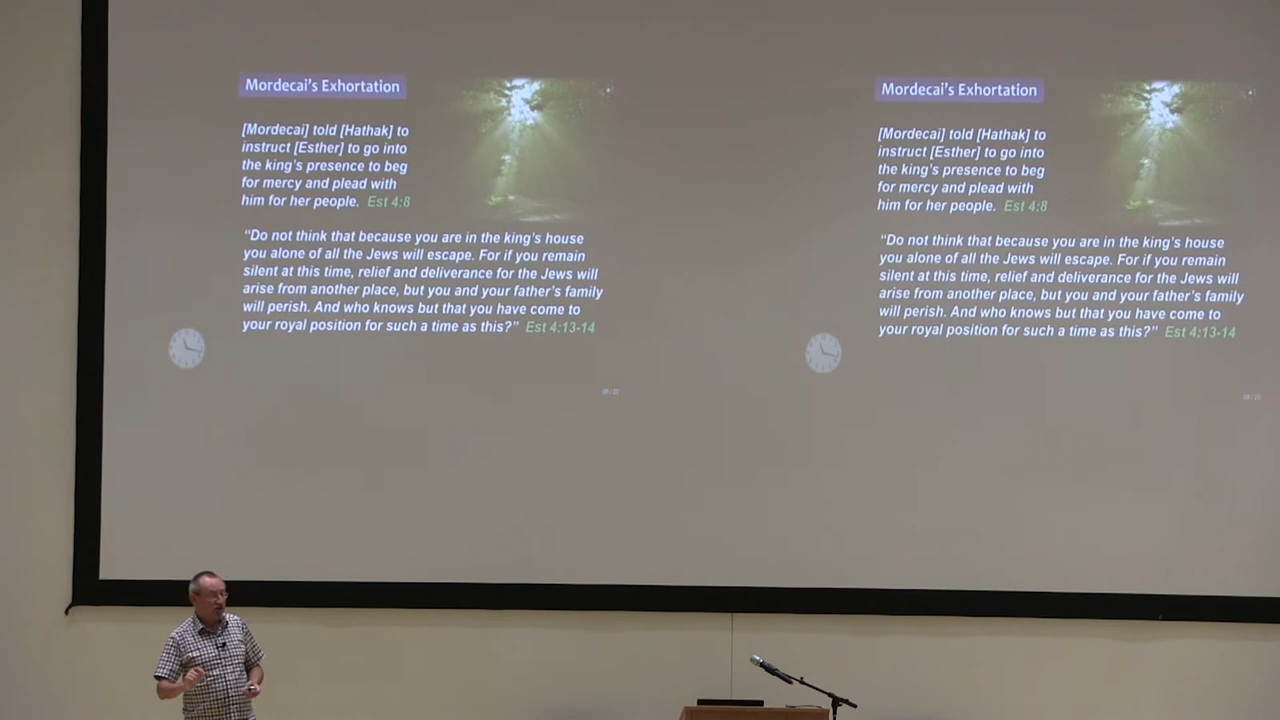 Mordecai's Exhortation
[Mordecai] told [Hathak] to
instruct [Esther] to go into
the king's presence to beg
for mercy and plead with
him for her people. Est 4:8
“Do not think that because you are in the king's house
you alone of all the Jews will escape. For if you remain
silent at this time, relief and deliverance for the Jews will
arise from another place, but you and your father's family
will perish. And who knows but that you have come to
your royal position for such a time as this?” Est 4:13-14
Mordecai's Exhortation
[Mordecai] told [Hathak] to
instruct [Esther] to go into
the king's presence to beg
for mercy and plead with
him for her people. Est 4:8
“Do not think that because you are in the king's house
you alone of all the Jews will escape. For if you remain
silent at this time, relief and deliverance for the Jews will
arise from another place, but you and your father's family
will perish. And who knows but that you have come to
your royal position for such a time as this?” Est 4:13-14